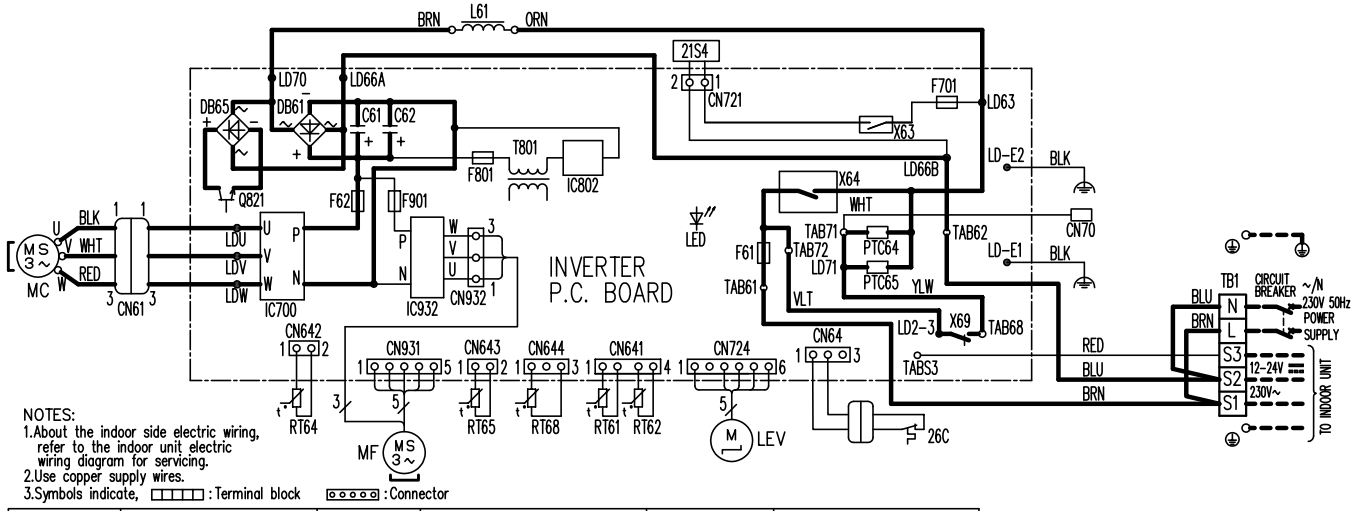 BRN L61 ORN
21S4
LD70 LD66A
2 1
CN721
F701
LD63
DB65 ~ DB61 − C61 C62
+ − ~ ~ + +
~ +
X63
T801
F801 IC802
LD66B
LD-E2 BLK
Q821
F62 F901
X64
WHT
LED
CN70
U BLK 1 1
MS 3~ V WHT
W RED 3 3
MC
CN61
LDU U P
LDV V
LDW W N
IC700
P W 3
V
N U 1
IC932 CN932
INVERTER
P.C. BOARD
F61 TAB72 TAB71 PTC64 TAB62
LD71 PTC65
TAB61 VLT YLW
LD-E1 BLK
LD2-3 X69 TAB68
TB1 CIRCUIT BREAKER ~/N
230V 50Hz
POWER
SUPPLY
BLU N
BRN L
RED S3
BLU S2 12-24V
BRN S1 230V~
TO INDOOR UNIT
TABS3
CN642 CN931 CN643 CN644 CN641 CN724 CN64
1 2 1 5 1 2 1 3 1 4 1 6 1 3
t° t° t° t° t°
3 5 5
RT64 RT65 RT68 RT61 RT62
MF MS 3~
M LEV
26C
NOTES:
1.About the indoor side electric wiring,
refer to the indoor unit electric
wiring diagram for servicing.
2.Use copper supply wires.
3.Symbols indicate, : Terminal block : Connector